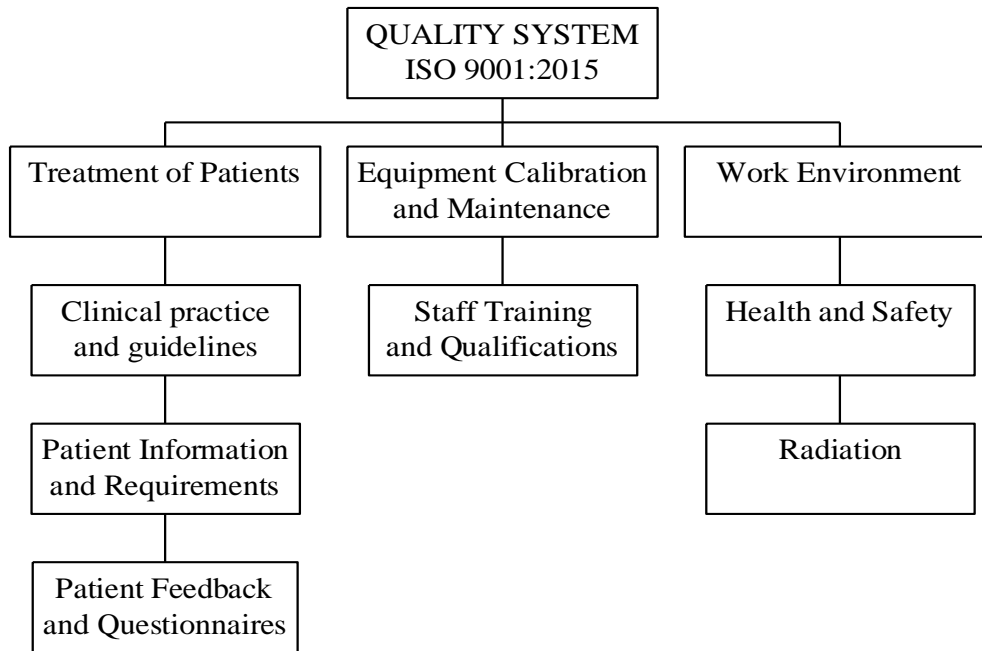 QUALITY SYSTEM
ISO 9001:2015
Treatment of Patients
Equipment Calibration
and Maintenance
Work Environment
Clinical practice
and guidelines
Staff Training
and Qualifications
Health and Safety
Patient Information
and Requirements
Radiation
Patient Feedback
and Questionnaires